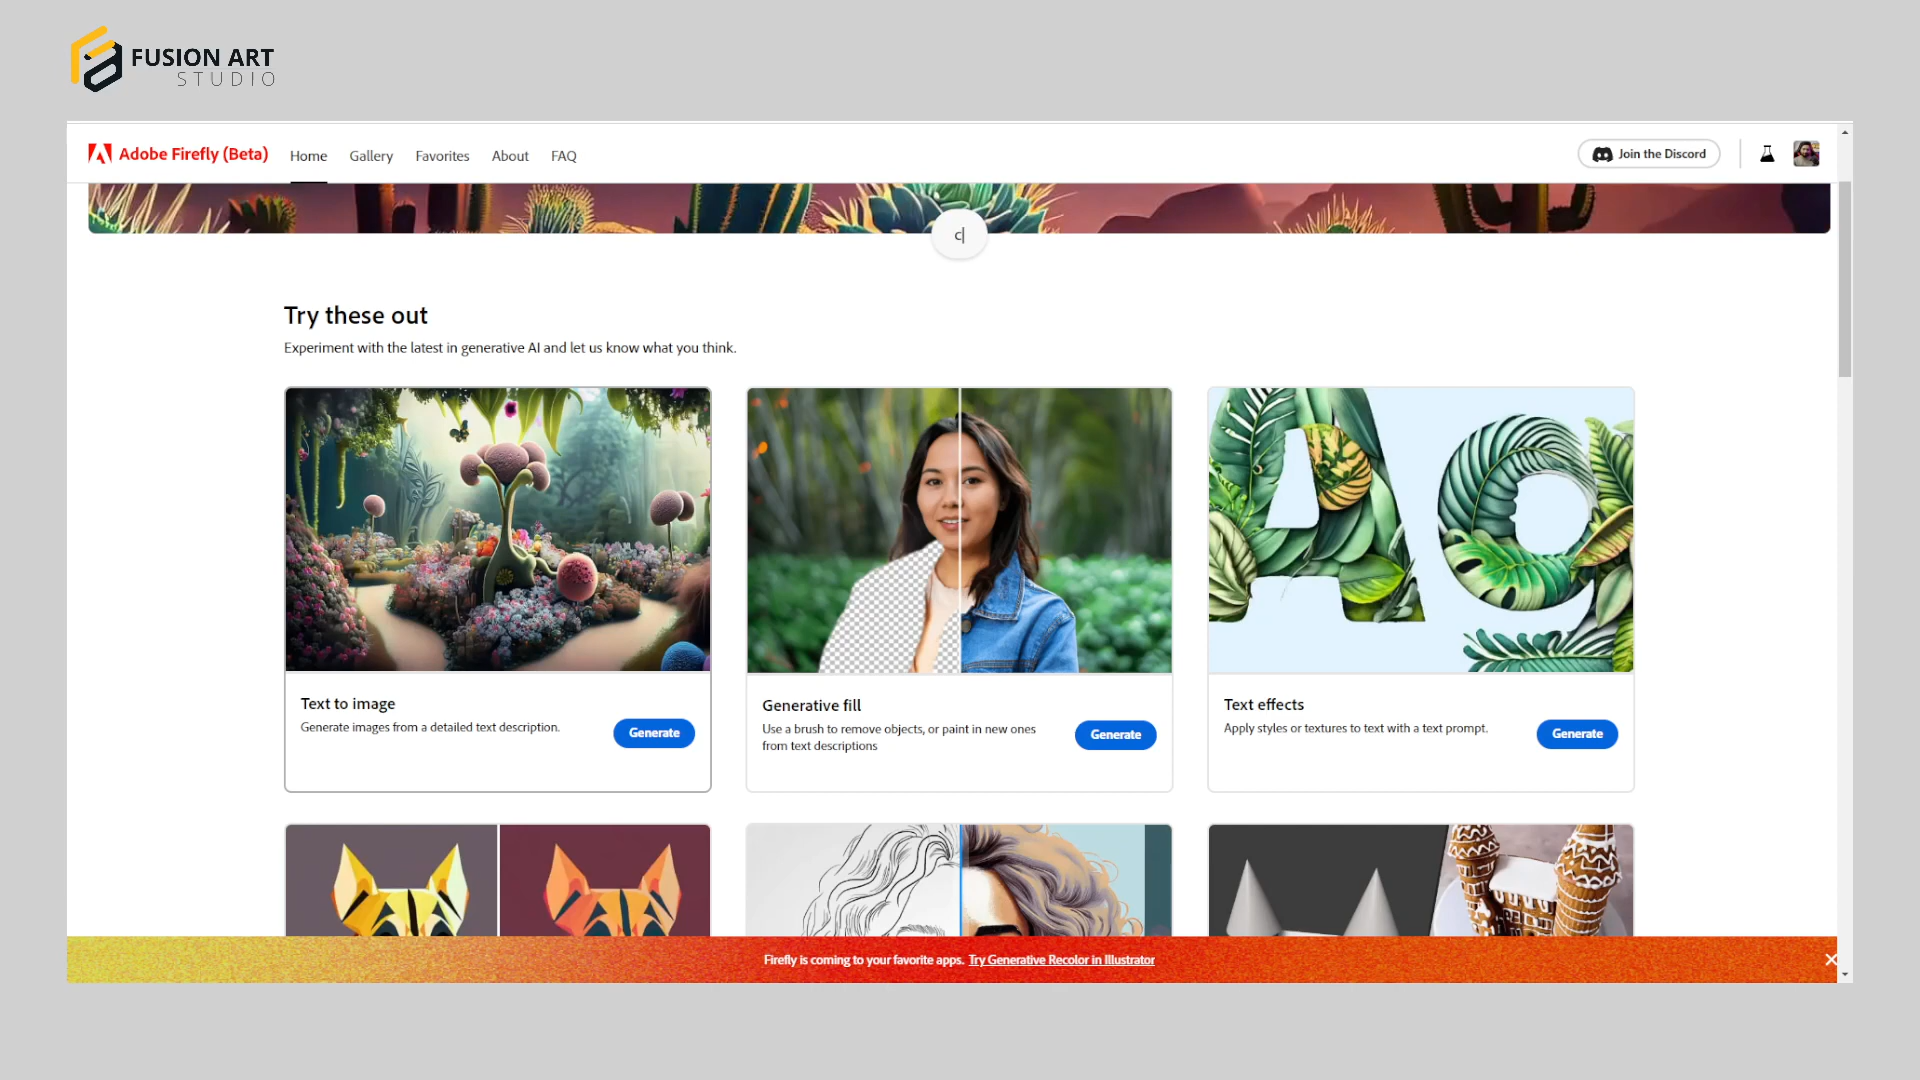 FUSION ART
STUDIO
Adobe Firefly (Beta)
Home
Gallery
Favorites
About
FAQ
Join the Discord
c
Try these out
Experiment with the latest in generative AI and let us know what you think.
Text to image
Generate images from a detailed text description.
Generate
Generative fill
Use a brush to remove objects, or paint in new ones
from text descriptions
Generate
Text effects
Apply styles or textures to text with a text prompt.
Generate
Ag
Firefly is coming to your favorite apps. Try Generative Recolor in Illustrator